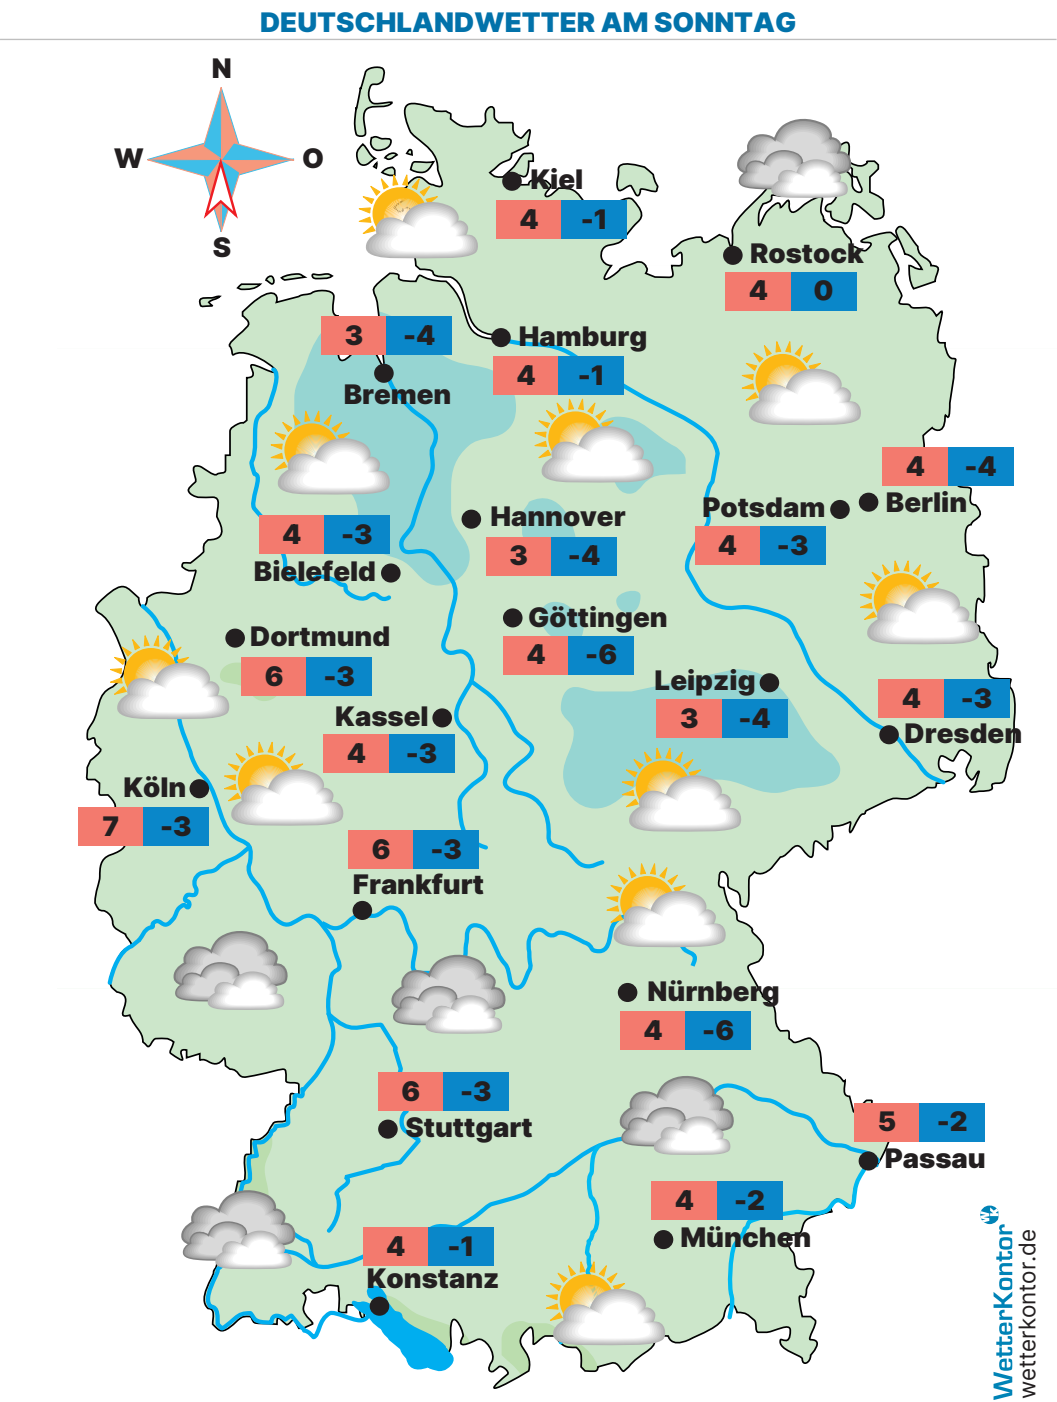 DEUTSCHLANDWETTER AM SONNTAG
N
W
O
S
Kiel
4 -1
Rostock
4 0
3 -4
Bremen
Hamburg
4 -1
4 -4
Berlin
Potsdam
4 -3
Hannover
3 -4
4 -3
Bielefeld
Göttingen
4 -6
Dortmund
6 -3
Leipzig
3 -4
4 -3
Dresden
Kassel
4 -3
Köln
7 -3
6 -3
Frankfurt
Nürnberg
4 -6
6 -3
Stuttgart
5 -2
Passau
4 -2
München
4 -1
Konstanz
WetterKontor
wetterkontor.de